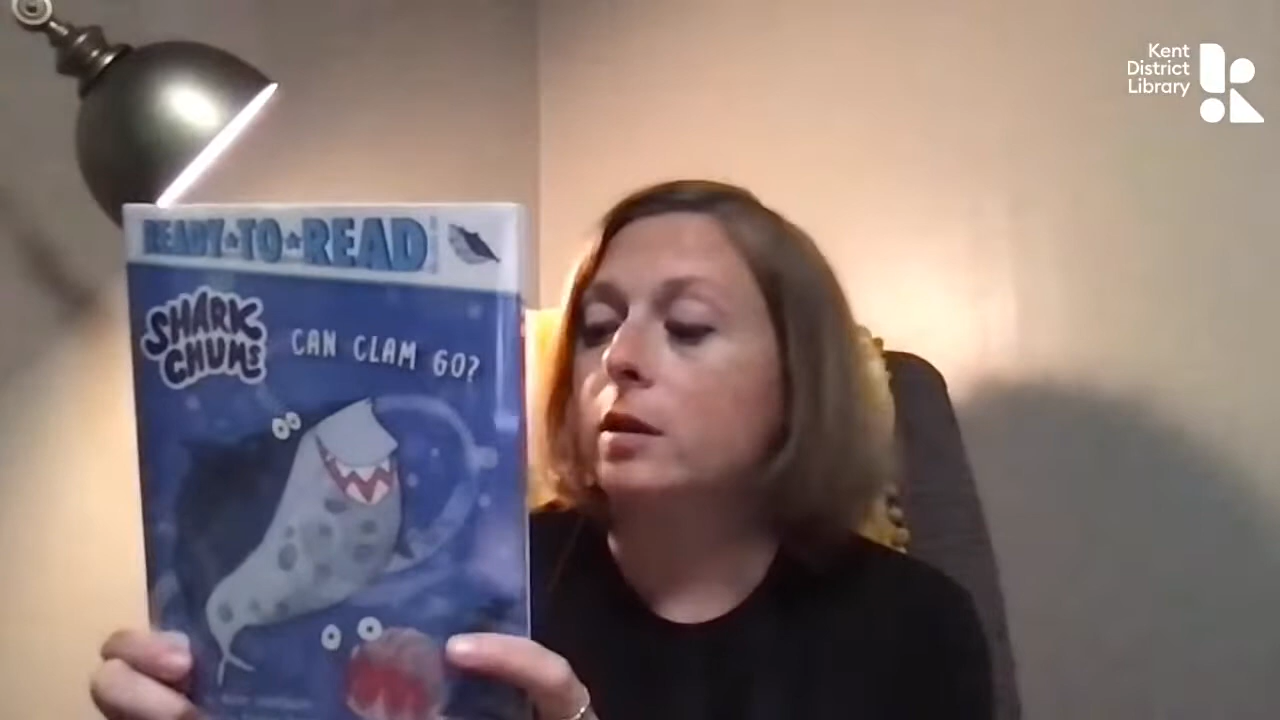 Kent
District
Library
READY-TO-READ
SHARK
CHUMS
CAN CLAM GO?